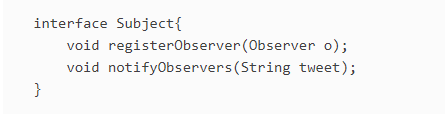 interface Subject{
    void registerObserver(Observer o);
    void notifyObservers(String tweet);
}